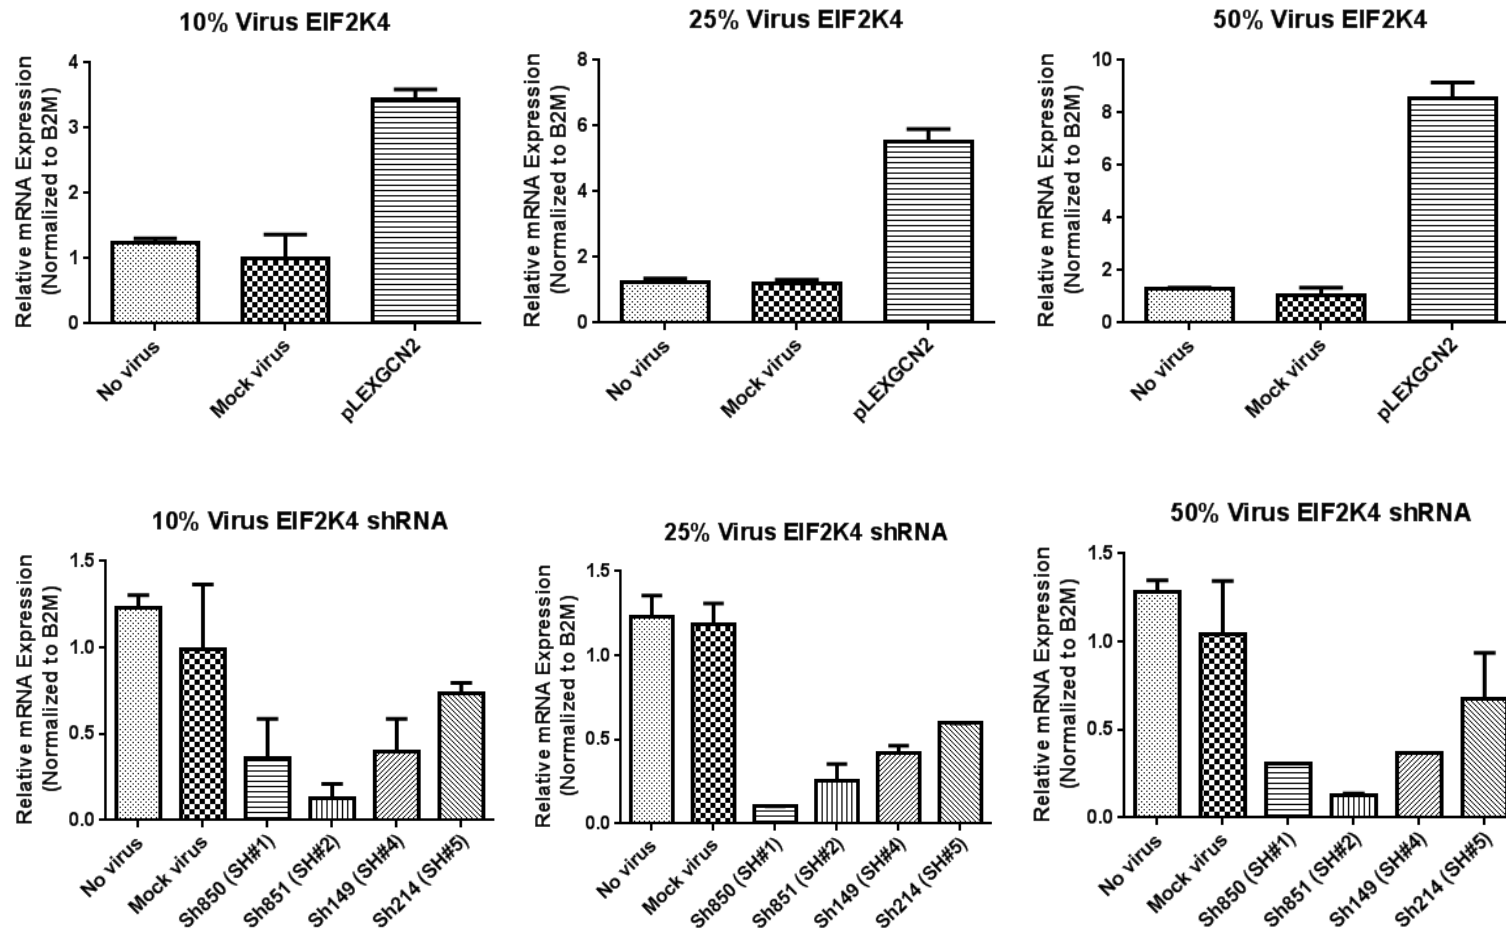 10% Virus EIF2K4
Relative mRNA Expression
(Normalized to B2M)
4
3
2
1
0
No virus
Mock virus
pLEXGCN2
25% Virus EIF2K4
Relative mRNA Expression
(Normalized to B2M)
8
6
4
2
0
No virus
Mock virus
pLEXGCN2
50% Virus EIF2K4
Relative mRNA Expression
(Normalized to B2M)
10
8
6
4
2
0
No virus
Mock virus
pLEXGCN2
10% Virus EIF2K4 shRNA
Relative mRNA Expression
(Normalized to B2M)
1.5
1.0
0.5
0.0
No virus
Mock virus
Sh850 (SH#1)
Sh851 (SH#2)
Sh149 (SH#4)
Sh214 (SH#5)
25% Virus EIF2K4 shRNA
Relative mRNA Expression
(Normalized to B2M)
1.5
1.0
0.5
0.0
No virus
Mock virus
Sh850 (SH#1)
Sh851 (SH#2)
Sh149 (SH#4)
Sh214 (SH#5)
50% Virus EIF2K4 shRNA
Relative mRNA Expression
(Normalized to B2M)
1.5
1.0
0.5
0.0
No virus
Mock virus
Sh850 (SH#1)
Sh851 (SH#2)
Sh149 (SH#4)
Sh214 (SH#5)